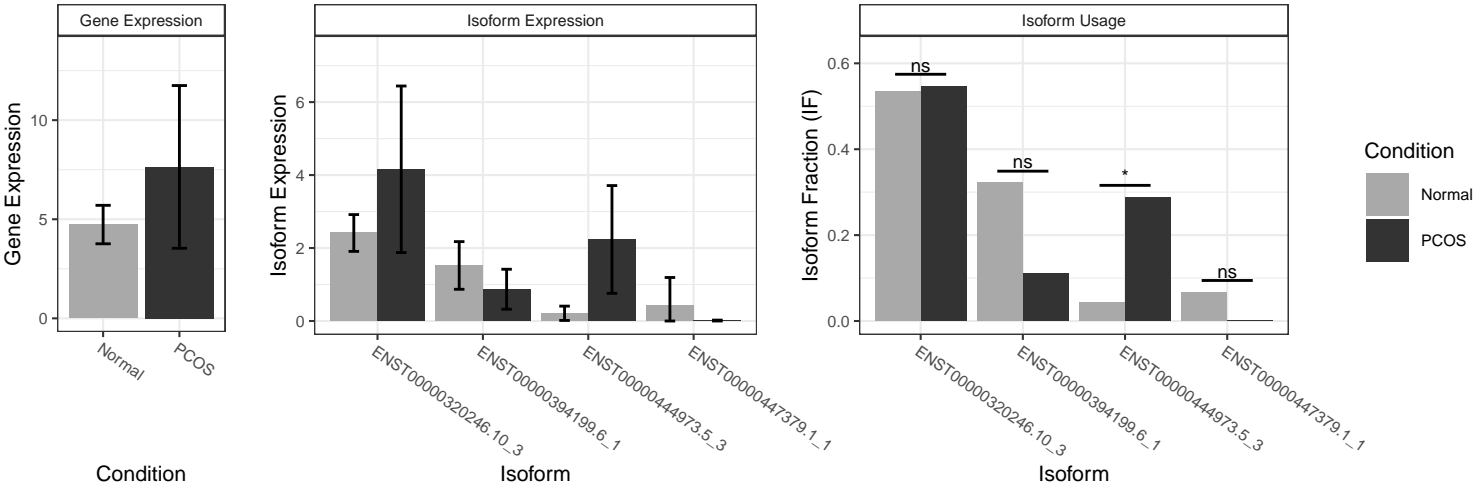 Gene Expression
Isoform Expression
Isoform Usage
Gene Expression
10
5
0
Normal
PCOS
Condition
Isoform Expression
6
4
2
0
ENST00000320246.10_3
ENST00000394199.6_1
ENST00000444973.5_3
ENST00000447379.1_1
Isoform
Isoform Fraction (IF)
0.6
0.4
0.2
0.0
ns
ns
*
ns
ENST00000320246.10_3
ENST00000394199.6_1
ENST00000444973.5_3
ENST00000447379.1_1
Isoform
Condition
Normal
PCOS